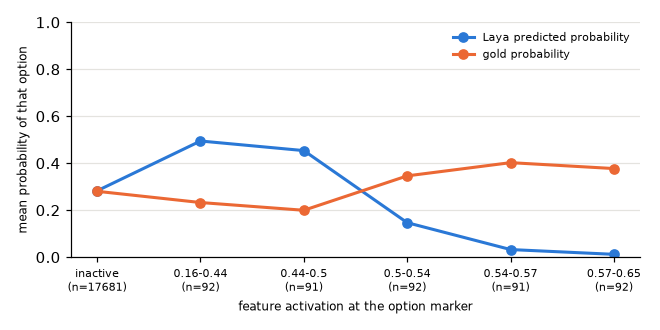 1.0
0.8
0.6
0.4
0.2
0.0
mean probability of that option
Laya predicted probability
gold probability
inactive
(n=17681)
0.16-0.44
(n=92)
0.44-0.5
(n=91)
0.5-0.54
(n=92)
0.54-0.57
(n=91)
0.57-0.65
(n=92)
feature activation at the option marker